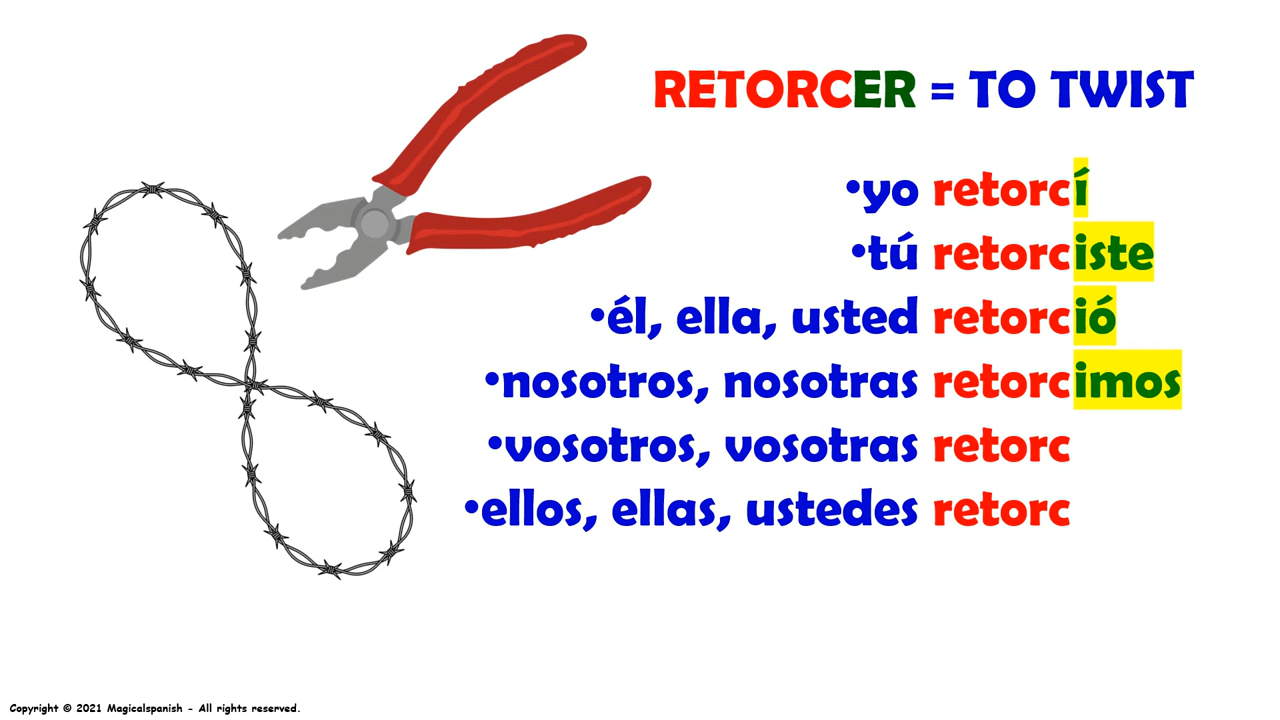 RETORCER = TO TWIST
•yo retorcí
•tú retorciste
•él, ella, usted retorció
•nosotros, nosotras retorcimos
•vosotros, vosotras retorc
•ellos, ellas, ustedes retorc
Copyright © 2021 Magicalspanish - All rights reserved.